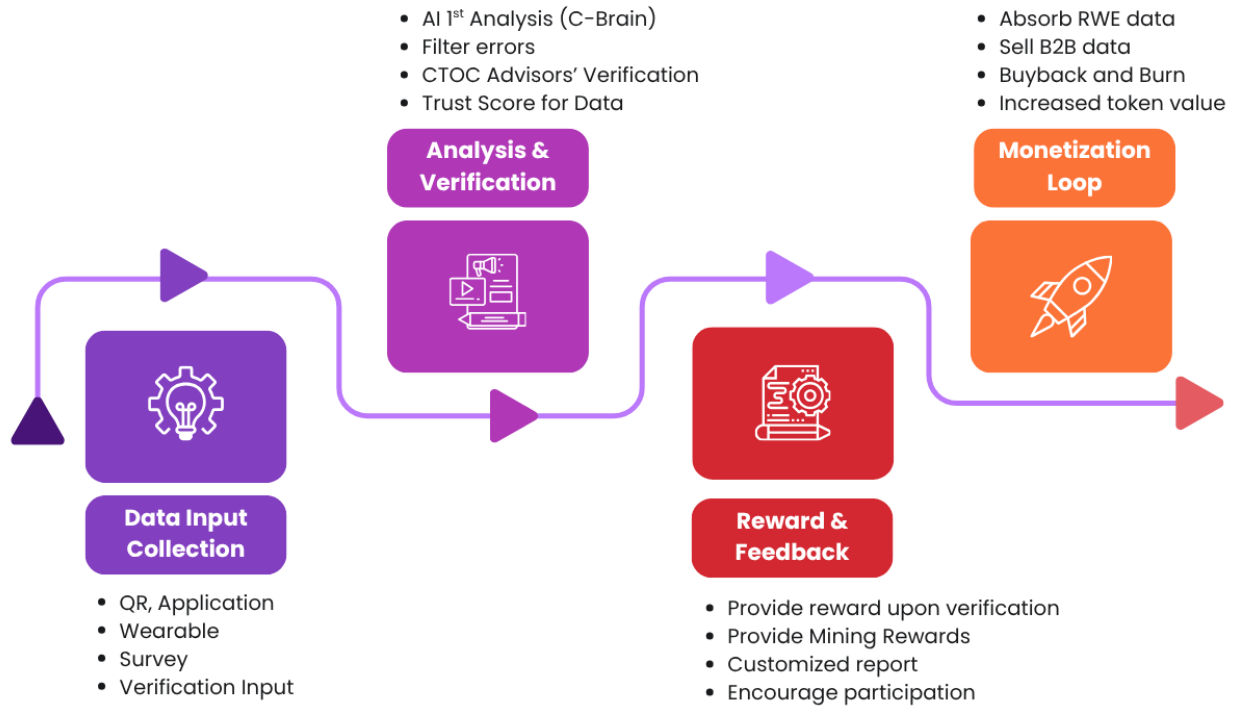 • AI 1st Analysis (C-Brain)
• Filter errors
• CTOC Advisors’ Verification
• Trust Score for Data
Analysis &
Verification
• Absorb RWE data
• Sell B2B data
• Buyback and Burn
• Increased token value
Monetization
Loop
Data Input
Collection
• QR, Application
• Wearable
• Survey
• Verification Input
Reward &
Feedback
• Provide reward upon verification
• Provide Mining Rewards
• Customized report
• Encourage participation